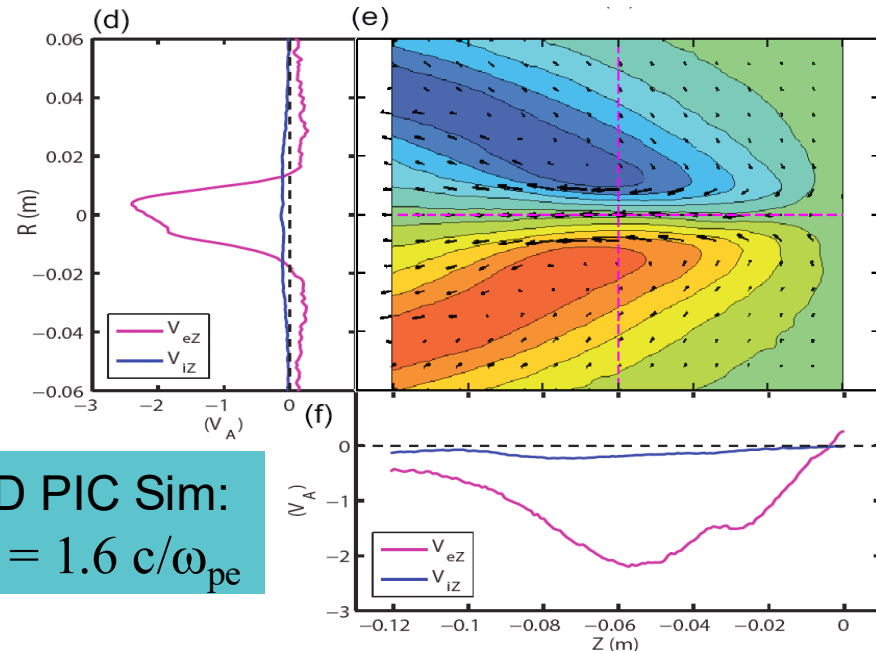 (d)
0.06
0.04
0.02
0
−0.02
−0.04
−0.06
R (m)
V_eZ
V_iZ
−3 −2 −1 0
(V_A)
(e)
(f)
0
−1
−2
−3
(V_A)
V_eZ
V_iZ
−0.12 −0.1 −0.08 −0.06 −0.04 −0.02 0
Z (m)
D PIC Sim:
= 1.6 c/ω_pe